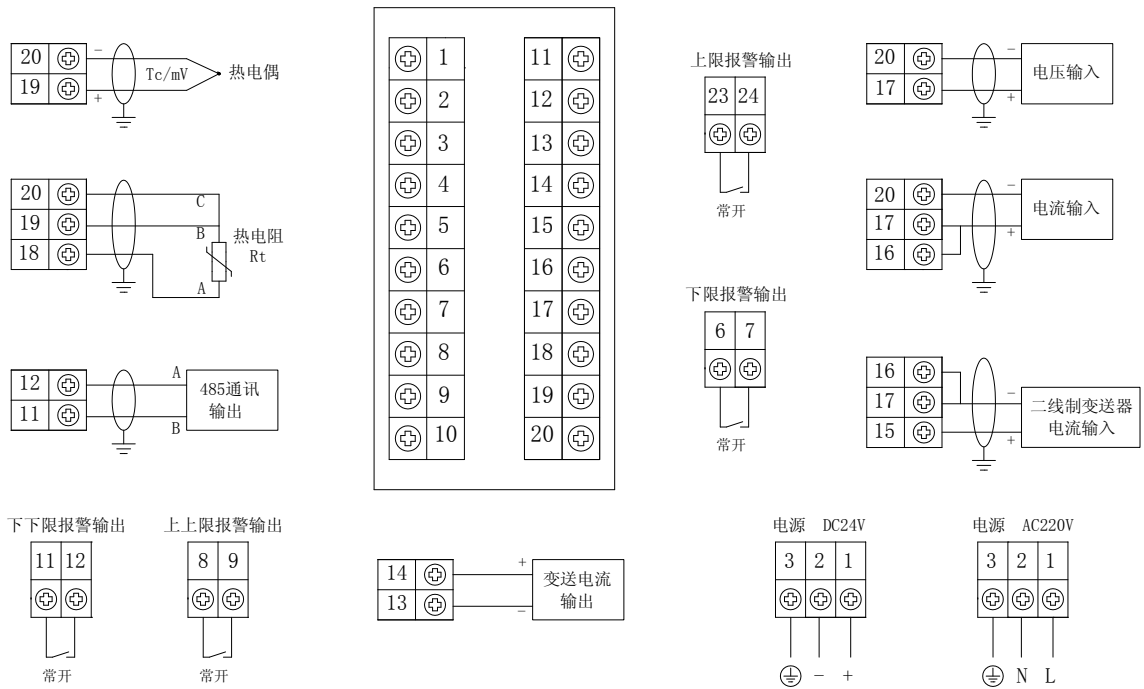 20
19
−
+
Tc/mV
热电偶
20
19
18
C
B
A
热电阻
Rt
12
11
A
B
485通讯
输出
下下限报警输出
11 12
常开
上上限报警输出
8 9
常开
1
2
3
4
5
6
7
8
9
10
11
12
13
14
15
16
17
18
19
20
14
13
+
−
变送电流
输出
上限报警输出
23 24
常开
下限报警输出
6 7
常开
20
17
−
+
电压输入
20
17
16
−
+
电流输入
16
17
15
−
+
二线制变送器
电流输入
电源 DC24V
3 2 1
− +
电源 AC220V
3 2 1
N L